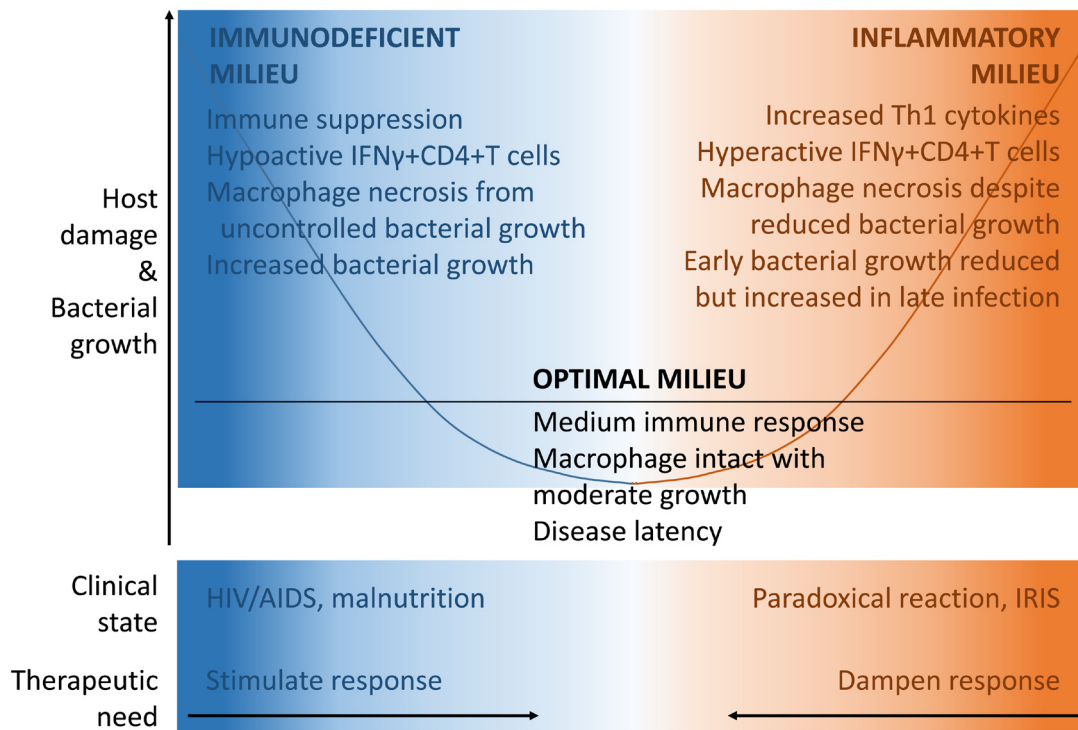 IMMUNODEFICIENT
MILIEU
Immune suppression
Hypoactive IFNγ+CD4+T cells
Macrophage necrosis from
uncontrolled bacterial growth
Increased bacterial growth
INFLAMMATORY
MILIEU
Increased Th1 cytokines
Hyperactive IFNγ+CD4+T cells
Macrophage necrosis despite
reduced bacterial growth
Early bacterial growth reduced
but increased in late infection
Host
damage
&
Bacterial
growth
OPTIMAL MILIEU
Medium immune response
Macrophage intact with
moderate growth
Disease latency
Clinical
state
HIV/AIDS, malnutrition
Paradoxical reaction, IRIS
Therapeutic
need
Stimulate response
Dampen response